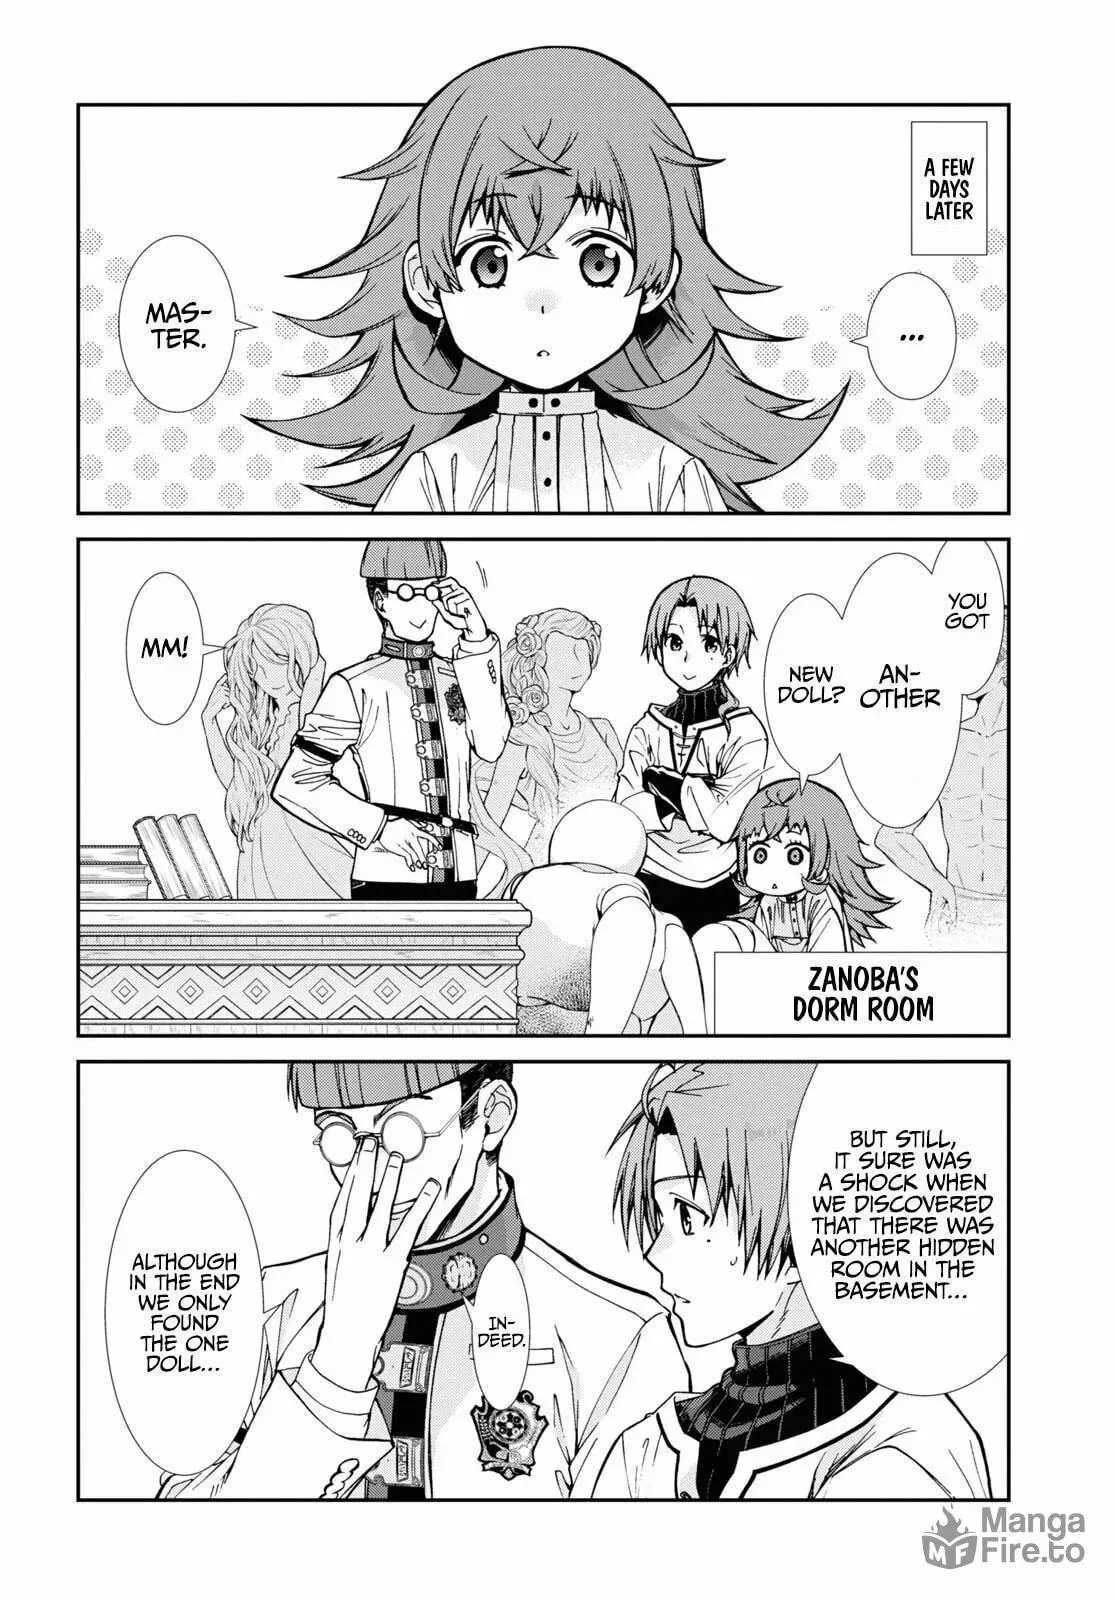 A FEW
DAYS
LATER
...
MAS-
TER.
YOU
GOT
AN-
OTHER
NEW
DOLL?
MM!
ZANOBA'S
DORM ROOM
BUT STILL,
IT SURE WAS
A SHOCK WHEN
WE DISCOVERED
THAT THERE WAS
ANOTHER HIDDEN
ROOM IN THE
BASEMENT...
IN-
DEED.
ALTHOUGH
IN THE END
WE ONLY
FOUND
THE ONE
DOLL...
MF
Manga
Fire.to